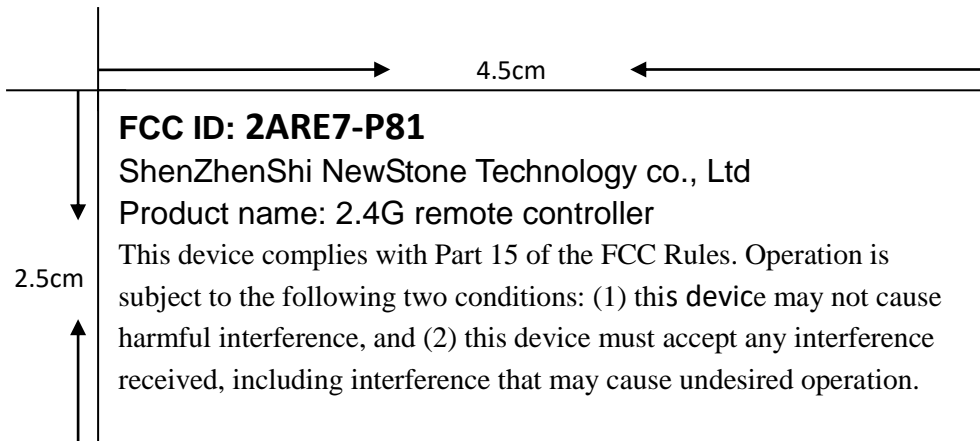 4.5cm
FCC ID: 2ARE7-P81
ShenZhenShi NewStone Technology co., Ltd
Product name: 2.4G remote controller
This device complies with Part 15 of the FCC Rules. Operation is
2.5cm
subject to the following two conditions: (1) this device may not cause
harmful interference, and (2) this device must accept any interference
received, including interference that may cause undesired operation.